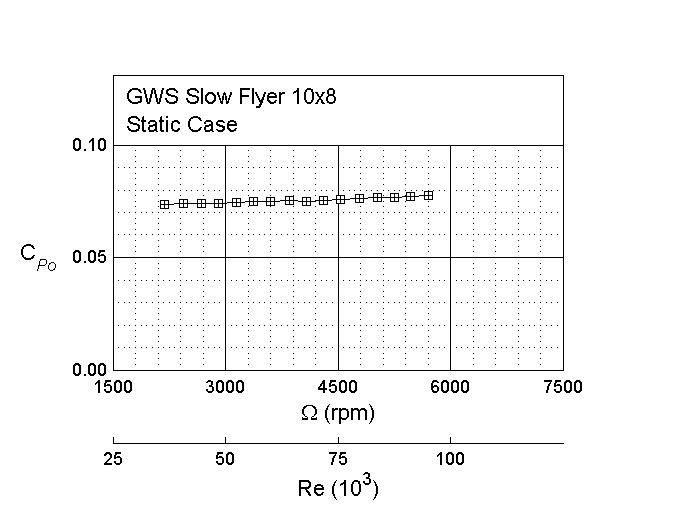 GWS Slow Flyer 10x8
Static Case
0.10
C_Po 0.05
0.00
1500 3000 4500 6000 7500
Ω (rpm)
25 50 75 100
Re (10³)